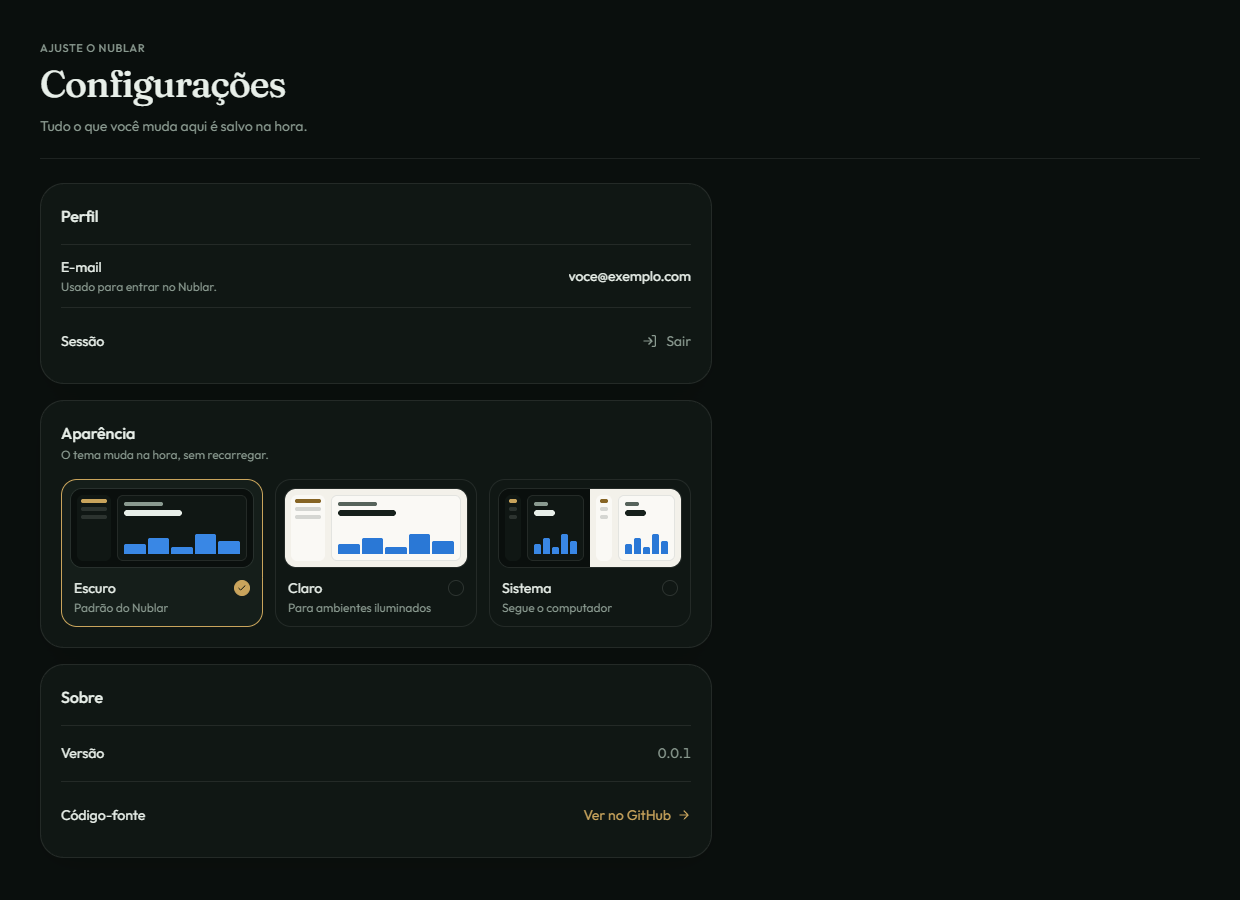 AJUSTE O NUBLAR
Configurações
Tudo o que você muda aqui é salvo na hora.
Perfil
E-mail
Usado para entrar no Nublar.
voce@exemplo.com
Sessão
Sair
Aparência
O tema muda na hora, sem recarregar.
Escuro
Padrão do Nublar
Claro
Para ambientes iluminados
Sistema
Segue o computador
Sobre
Versão
0.0.1
Código-fonte
Ver no GitHub →